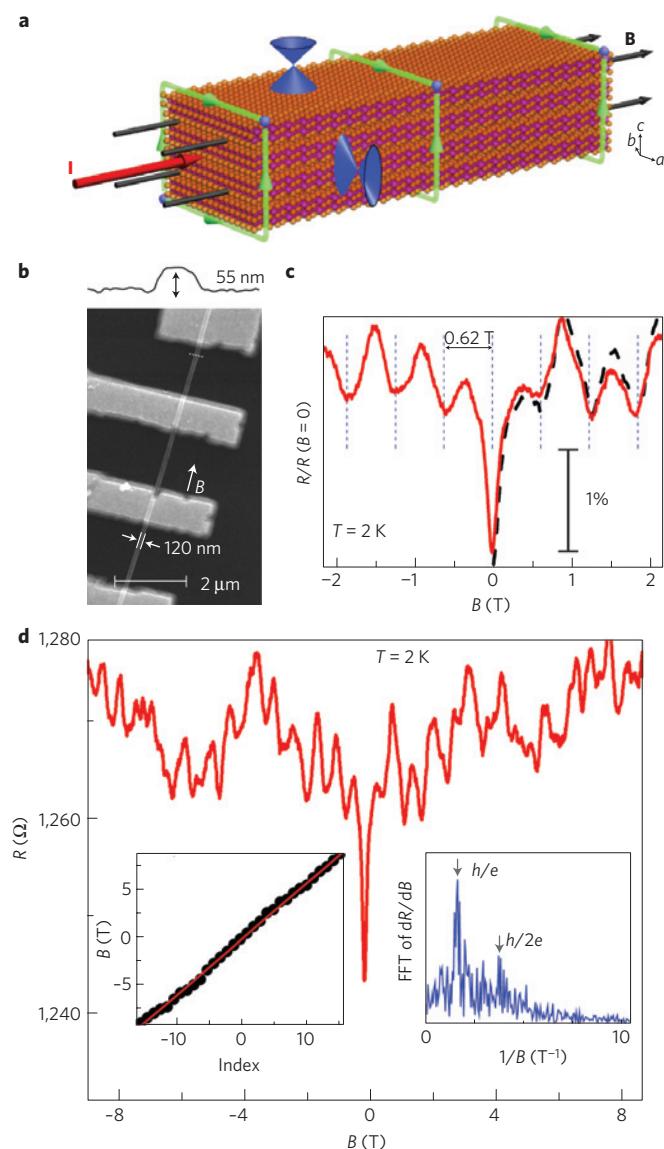 a
B
I
c
b
a
b
55 nm
B
120 nm
2 μm
c
0.62 T
R/R (B = 0)
1%
T = 2 K
−2 −1 0 1 2
B (T)
d
1,280
T = 2 K
1,260
R (Ω)
1,240
5
0
−5
B (T)
−10 0 10
Index
h/e
h/2e
FFT of dR/dB
0 10
1/B (T⁻¹)
−8 −4 0 4 8
B (T)